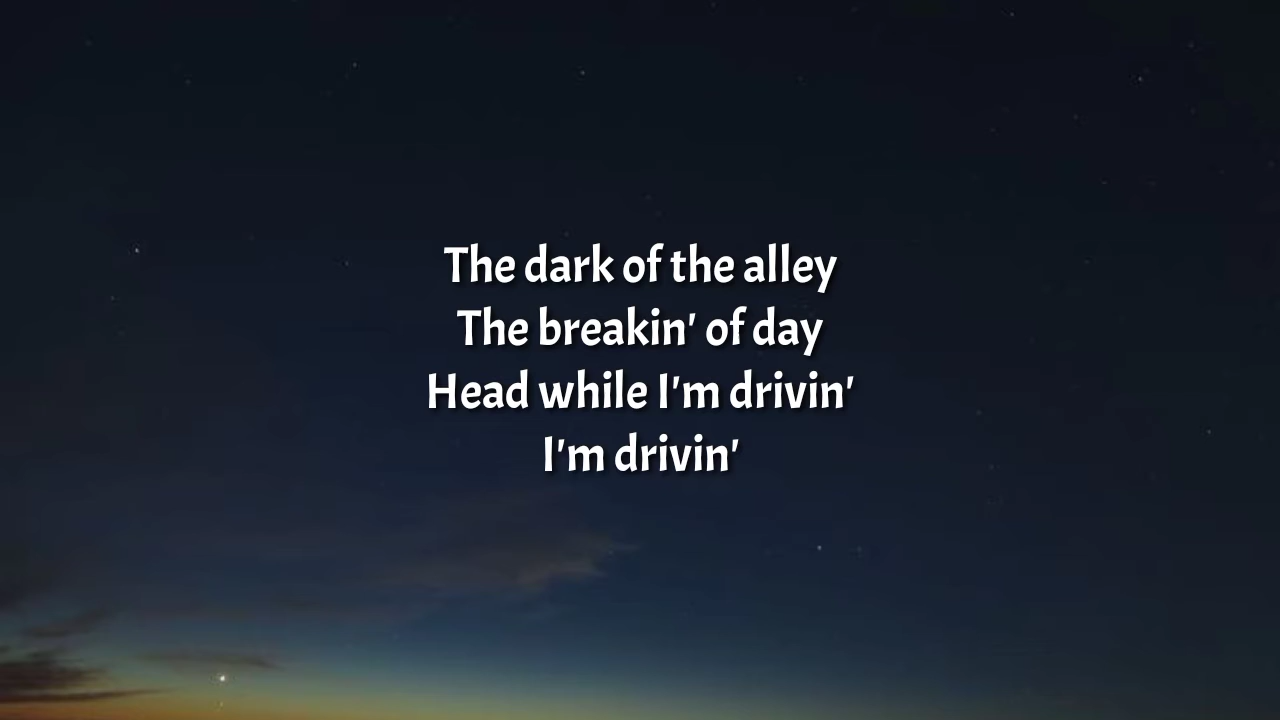 The dark of the alley
The breakin' of day
Head while I'm drivin'
I'm drivin'